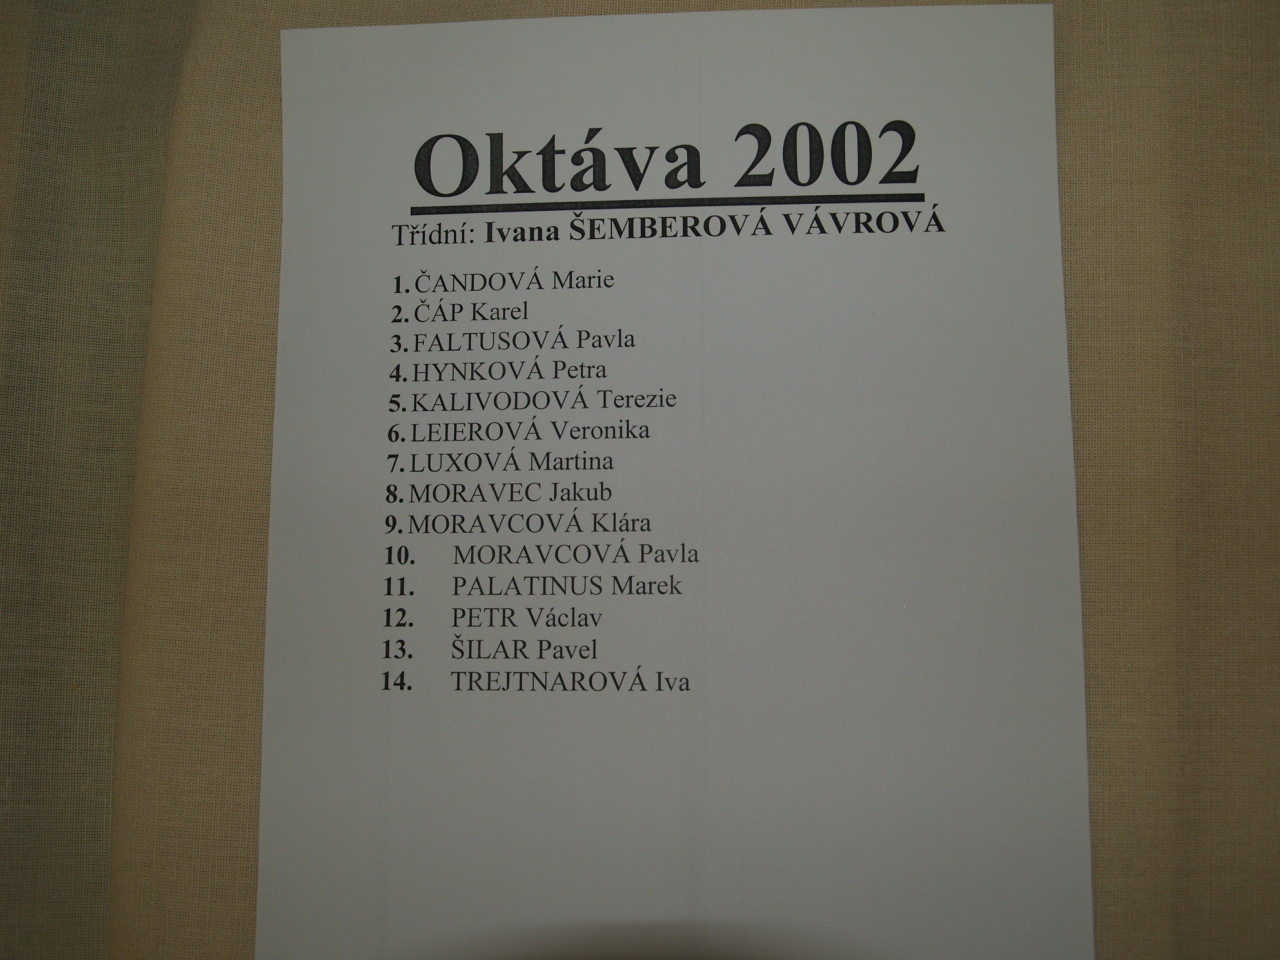 Oktáva 2002
Třídní: Ivana ŠEMBEROVÁ VÁVROVÁ
1. ČANDOVÁ Marie
2. ČÁP Karel
3. FALTUSOVÁ Pavla
4. HYNKOVÁ Petra
5. KALIVODOVÁ Terezie
6. LEIEROVÁ Veronika
7. LUXOVÁ Martina
8. MORAVEC Jakub
9. MORAVCOVÁ Klára
10. MORAVCOVÁ Pavla
11. PALATINUS Marek
12. PETR Václav
13. ŠILAR Pavel
14. TREJTNAROVÁ Iva